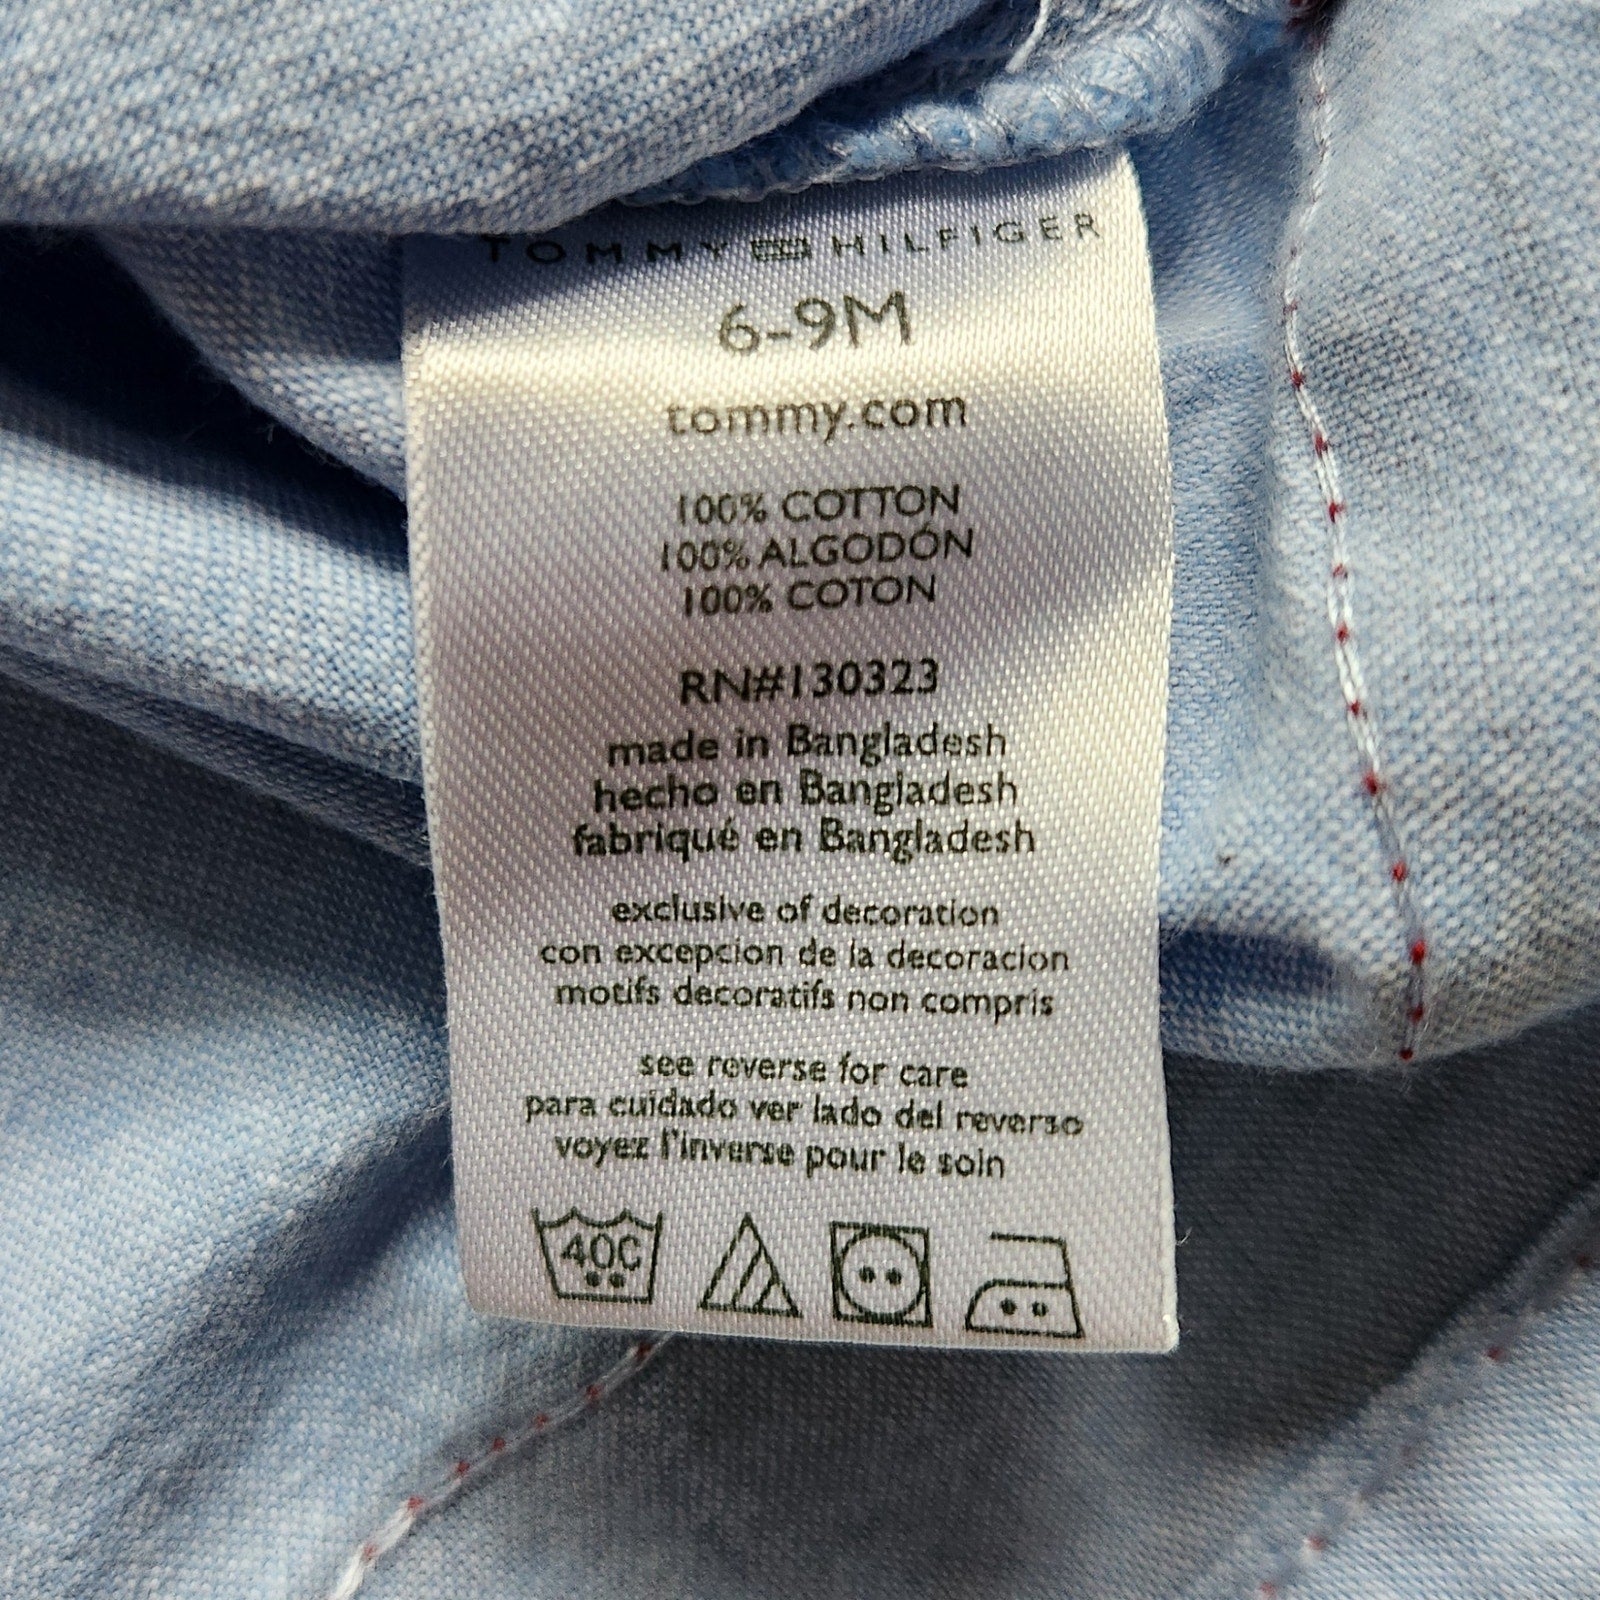 TOMMY HILFIGER
6-9M
tommy.com
100% COTTON
100% ALGODÓN
100% COTON
RN#130323
made in Bangladesh
hecho en Bangladesh
fabriqué en Bangladesh
exclusive of decoration
con excepcion de la decoracion
motifs decoratifs non compris
see reverse for care
para cuidado ver lado del reverso
voyez l'inverse pour le soin
40C